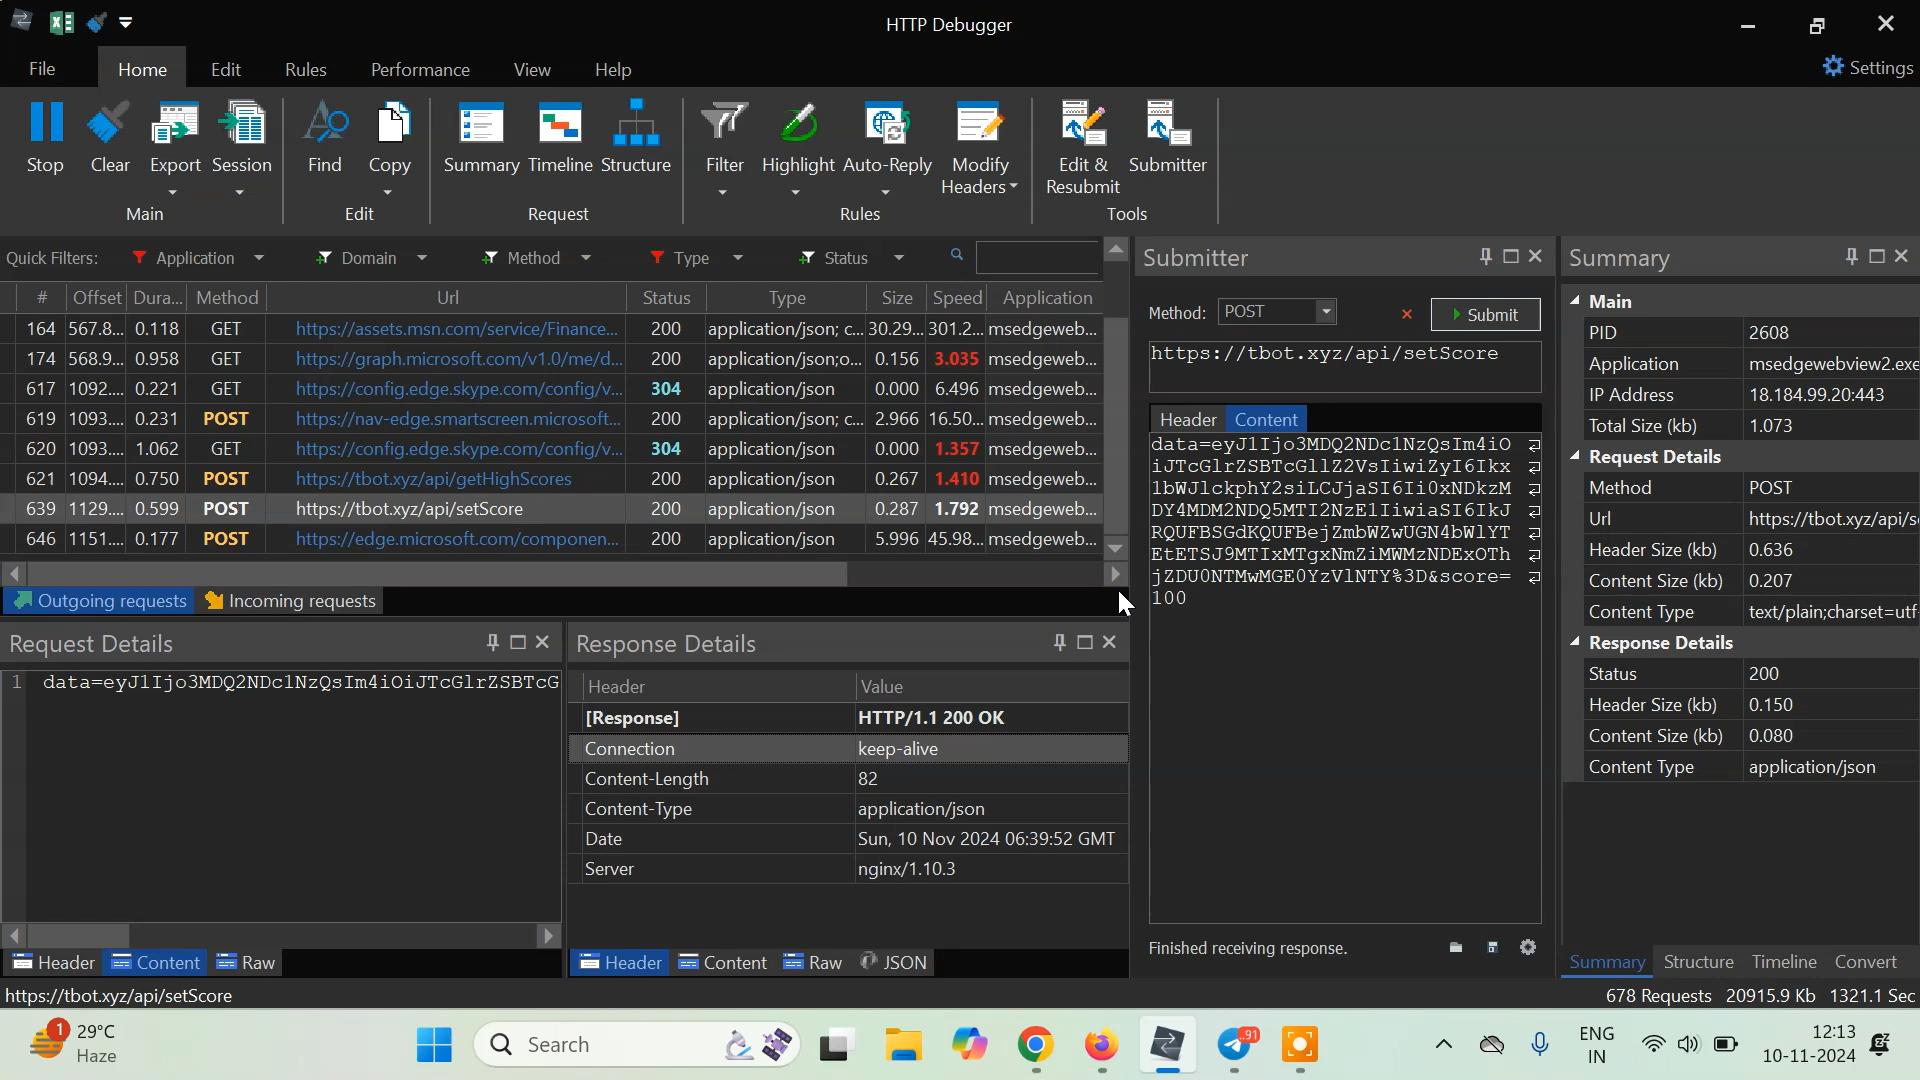 HTTP Debugger
File Home Edit Rules Performance View Help Settings
Stop Clear Export Session Find Copy Summary Timeline Structure Filter Highlight Auto-Reply Modify Headers Edit & Resubmit Submitter
Main Edit Request Rules Tools
Quick Filters: Application Domain Method Type Status
# Offset Dura... Method Url Status Type Size Speed Application
164 567.8... 0.118 GET https://assets.msn.com/service/Finance... 200 application/json; c... 30.29... 301.2... msedgeweb...
174 568.9... 0.958 GET https://graph.microsoft.com/v1.0/me/d... 200 application/json;o... 0.156 3.035 msedgeweb...
617 1092.... 0.221 GET https://config.edge.skype.com/config/v... 304 application/json 0.000 6.496 msedgeweb...
619 1093.... 0.231 POST https://nav-edge.smartscreen.microsoft... 200 application/json; c... 2.966 16.50... msedgeweb...
620 1093.... 1.062 GET https://config.edge.skype.com/config/v... 304 application/json 0.000 1.357 msedgeweb...
621 1094.... 0.750 POST https://tbot.xyz/api/getHighScores 200 application/json 0.267 1.410 msedgeweb...
639 1129.... 0.599 POST https://tbot.xyz/api/setScore 200 application/json 0.287 1.792 msedgeweb...
646 1151.... 0.177 POST https://edge.microsoft.com/componen... 200 application/json 5.996 45.98... msedgeweb...
Outgoing requests Incoming requests
Request Details
1 data=eyJ1Ijo3MDQ2NDc1NzQsIm4iOiJTcGlrZSBTcG
Header Content Raw
Response Details
Header Value
[Response] HTTP/1.1 200 OK
Connection keep-alive
Content-Length 82
Content-Type application/json
Date Sun, 10 Nov 2024 06:39:52 GMT
Server nginx/1.10.3
Header Content Raw JSON
Submitter
Method: POST Submit
https://tbot.xyz/api/setScore
Header Content
data=eyJ1Ijo3MDQ2NDc1NzQsIm4iO
iJTcGlrZSBTcGllZ2VsIiwiZyI6Ikx
1bWJlckphY2siLCJjaSI6Ii0xNDkzM
DY4MDM2NDQ5MTI2NzElIiwiaSI6IkJ
RQUFBSGdKQUFBejZmbWZwUGN4bWlYT
EtETSJ9MTIxMTgxNmZiMWMzNDExOTh
jZDU0NTMwMGE0YzVlNTY%3D&score=
100
Finished receiving response.
Summary
Main
PID 2608
Application msedgewebview2.exe
IP Address 18.184.99.20:443
Total Size (kb) 1.073
Request Details
Method POST
Url https://tbot.xyz/api/s
Header Size (kb) 0.636
Content Size (kb) 0.207
Content Type text/plain;charset=utf
Response Details
Status 200
Header Size (kb) 0.150
Content Size (kb) 0.080
Content Type application/json
Summary Structure Timeline Convert
https://tbot.xyz/api/setScore 678 Requests 20915.9 Kb 1321.1 Sec
1 29°C
Haze
Search
91
ENG
IN
12:13
10-11-2024